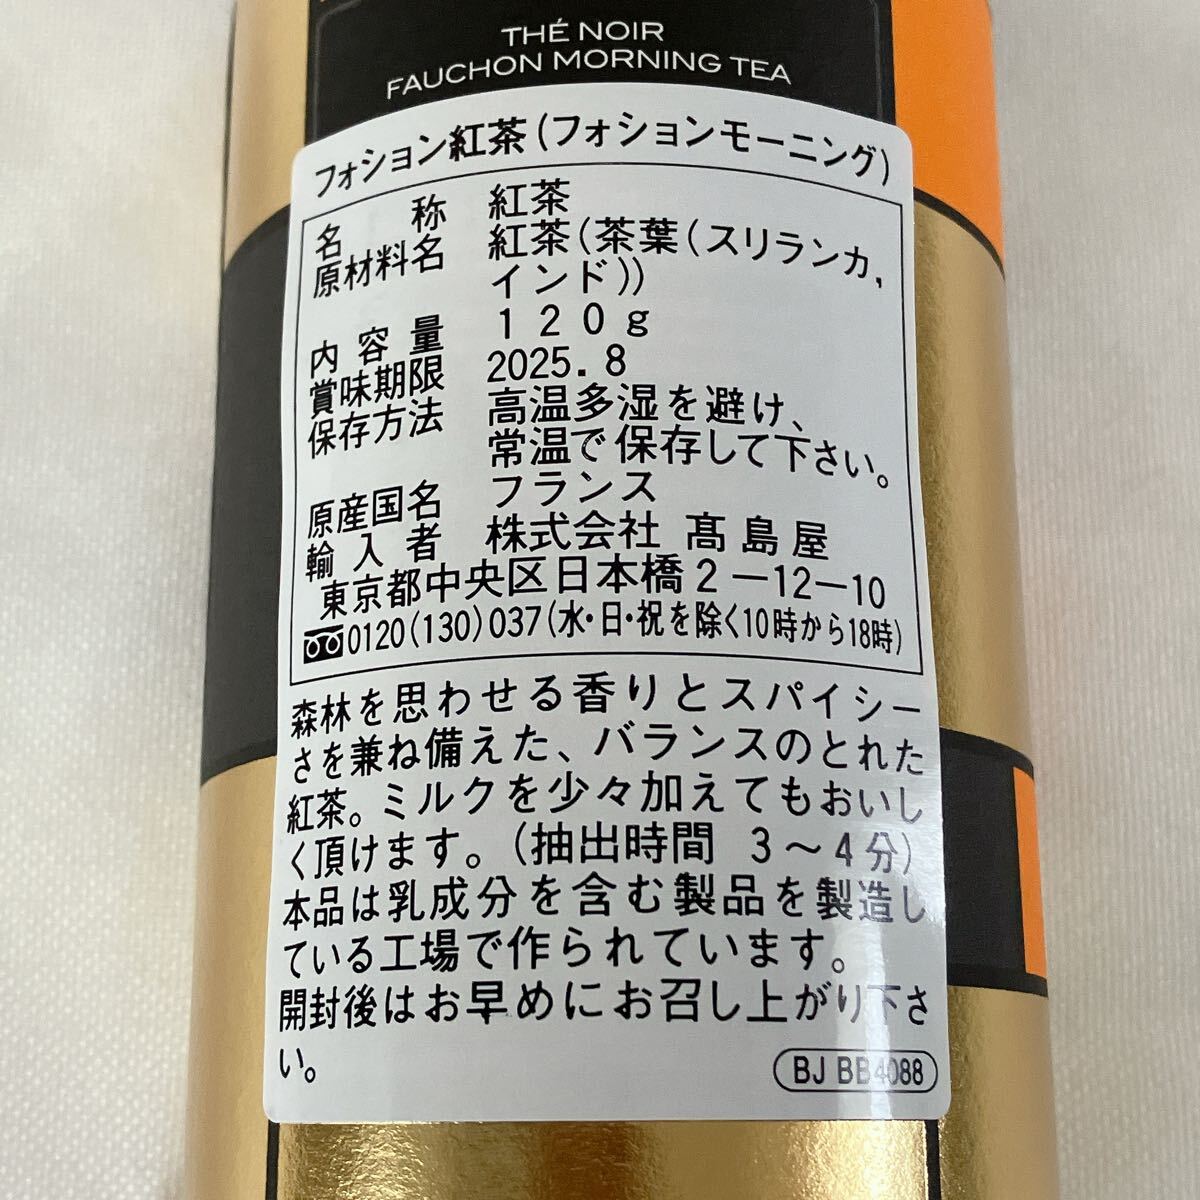 THÉ NOIR
FAUCHON MORNING TEA
フォション紅茶(フォションモーニング)
名称 紅茶
原材料名 紅茶(茶葉(スリランカ,
インド))
内容量 120g
賞味期限 2025.8
保存方法 高温多湿を避け、
常温で保存して下さい。
原産国名 フランス
輸入者 株式会社 髙島屋
東京都中央区日本橋2-12-10
0120(130)037(水・日・祝を除く10時から18時)
森林を思わせる香りとスパイシー
さを兼ね備えた、バランスのとれた
紅茶。ミルクを少々加えてもおいし
く頂けます。(抽出時間 3～4分)
本品は乳成分を含む製品を製造し
ている工場で作られています。
開封後はお早めにお召し上がり下さ
い。
BJ BB4088